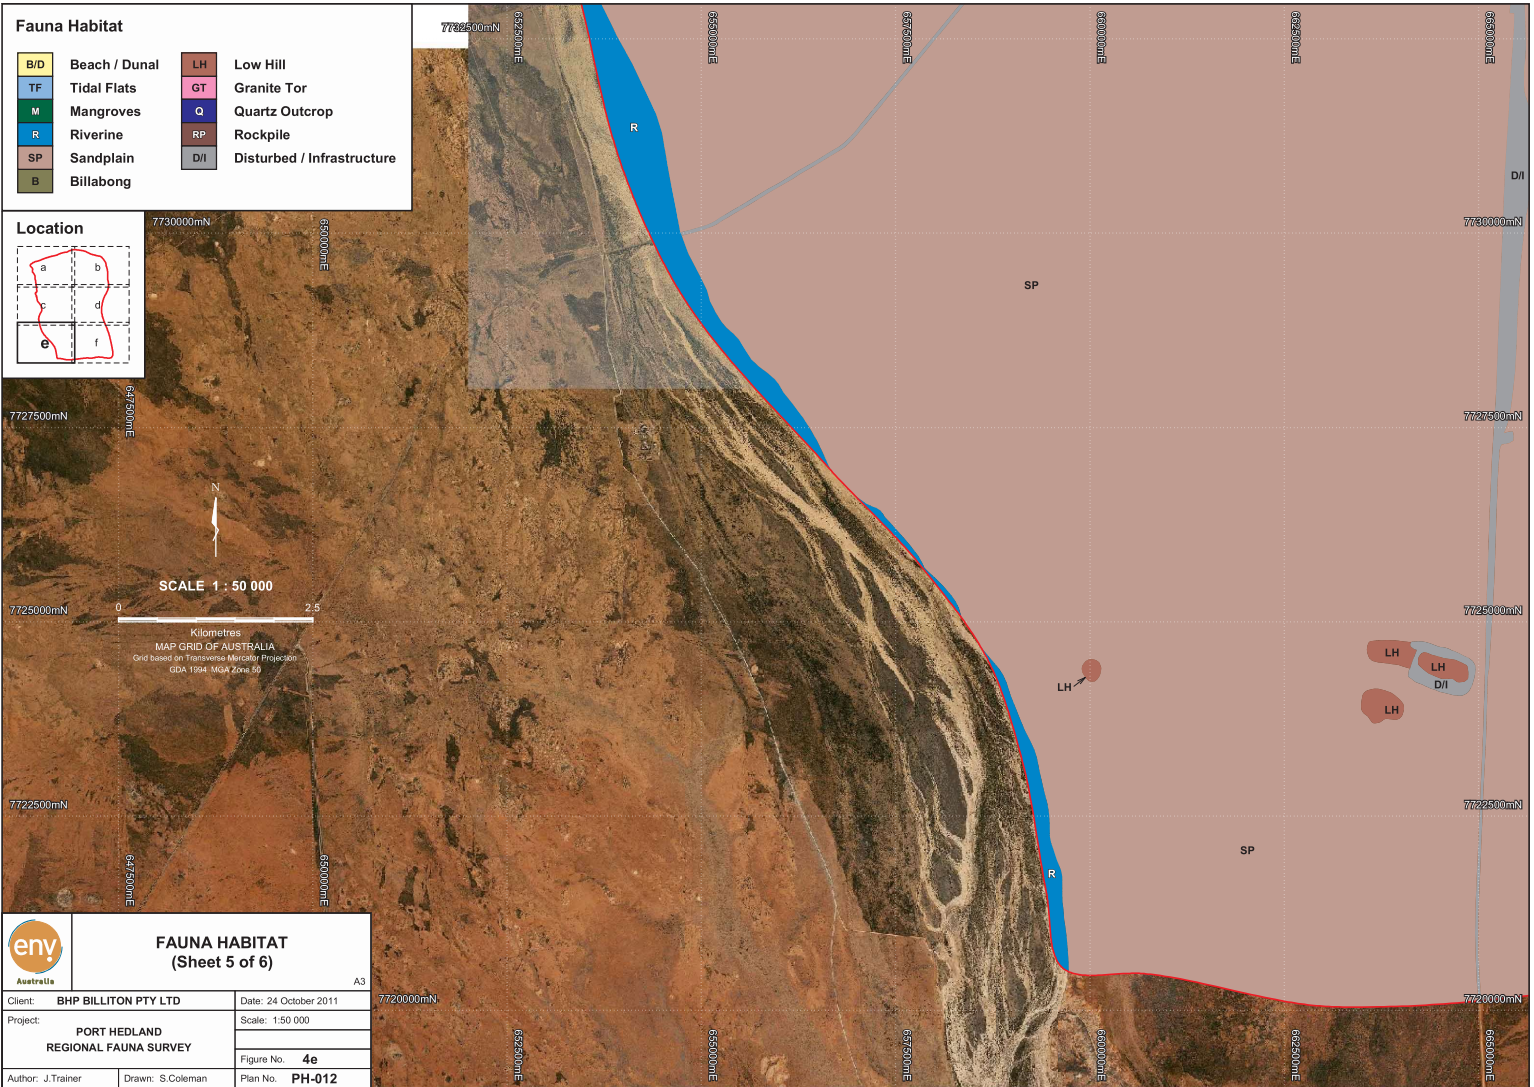 Fauna Habitat
B/D Beach / Dunal
TF Tidal Flats
M Mangroves
R Riverine
SP Sandplain
B Billabong
LH Low Hill
GT Granite Tor
Q Quartz Outcrop
RP Rockpile
D/I Disturbed / Infrastructure
Location
a
b
c
d
e
f
7732500mN
652500mE
655000mE
657500mE
660000mE
662500mE
665000mE
R
D/I
7730000mN
650000mE
7730000mN
SP
647500mE
7727500mN
7727500mN
N
SCALE 1 : 50 000
0
2.5
Kilometres
MAP GRID OF AUSTRALIA
Grid based on Transverse Mercator Projection
GDA 1994 MGA Zone 50
7725000mN
7725000mN
LH
LH
D/I
LH
LH
7722500mN
7722500mN
647500mE
650000mE
SP
R
env
Australia
FAUNA HABITAT
(Sheet 5 of 6)
A3
Client: BHP BILLITON PTY LTD
Date: 24 October 2011
Project:
PORT HEDLAND
REGIONAL FAUNA SURVEY
Scale: 1:50 000
Figure No. 4e
Author: J.Trainer
Drawn: S.Coleman
Plan No. PH-012
7720000mN
7720000mN
652500mE
655000mE
657500mE
660000mE
662500mE
665000mE